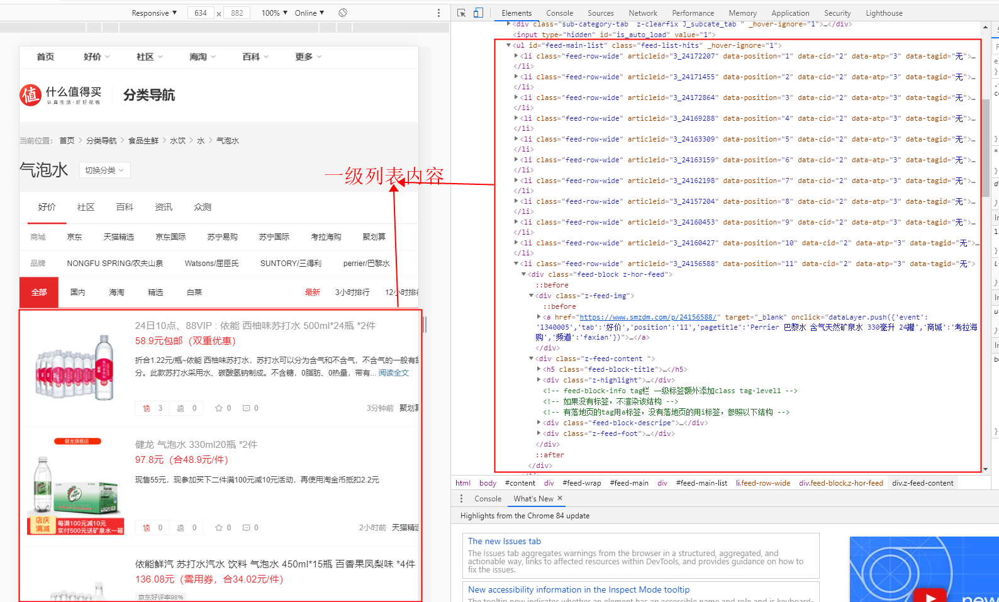 Responsive ▼ 634 × 882 100% ▼ Online ▼
Elements Console Sources Network Performance Memory Application Security Lighthouse
首页 好价 社区 海淘 百科 更多
值 什么值得买
认真生活·好好花钱
分类导航
当前位置： 首页 > 分类导航 > 食品生鲜 > 水饮 > 水 > 气泡水
气泡水 切换分类
一级列表内容
好价 社区 百科 资讯 众测
商城 京东 天猫精选 京东国际 苏宁易购 苏宁国际 考拉海购 聚划算
品牌 NONGFU SPRING/农夫山泉 Watsons/屈臣氏 SUNTORY/三得利 perrier/巴黎水
全部 国内 海淘 精选 白菜 最新 3小时排行 12小时排行
24日10点、88VIP：依能 西柚味苏打水 500ml*24瓶 *2件
58.9元包邮（双重优惠）
折合1.22元/瓶~依能 西柚味苏打水，苏打水可以分为含气和不含气，不含气的一般有
分。此款苏打水采用水、碳酸氢钠制成。不含糖，0脂肪、0热量，带有... 阅读全文
值 3 值 0 0 0 3分钟前 聚划算
健龙旗舰店
健龙 气泡水 330ml20瓶 *2件
97.8元（合48.9元/件）
现售55元，现参加买下二件满100元减10元活动，再使用淘金币抵扣2.2元
店庆
满减
每满100元减10元
实付500元送矿泉水一箱
值 0 值 0 0 0 2小时前 天猫精选
依能鲜汽 苏打水汽水 饮料 气泡水 450ml*15瓶 百香果凤梨味 *4件
136.08元（需用券，合34.02元/件）
京东好评率98%
▶<div class="sub-category-tab  z-clearfix J_subcate_tab " _hover-ignore="1">…</div>
<input type="hidden" id="is_auto_load" value="1">
▼<ul id="feed-main-list" class="feed-list-hits" _hover-ignore="1">
▶<li class="feed-row-wide" articleid="3_24172207" data-position="1" data-cid="2" data-atp="3" data-tagid="无">…
</li>
▶<li class="feed-row-wide" articleid="3_24171455" data-position="2" data-cid="2" data-atp="3" data-tagid="无">…
</li>
▶<li class="feed-row-wide" articleid="3_24172864" data-position="3" data-cid="2" data-atp="3" data-tagid="无">…
</li>
▶<li class="feed-row-wide" articleid="3_24169288" data-position="4" data-cid="2" data-atp="3" data-tagid="无">…
</li>
▶<li class="feed-row-wide" articleid="3_24163309" data-position="5" data-cid="2" data-atp="3" data-tagid="无">…
</li>
▶<li class="feed-row-wide" articleid="3_24163159" data-position="6" data-cid="2" data-atp="3" data-tagid="无">…
</li>
▶<li class="feed-row-wide" articleid="3_24162198" data-position="7" data-cid="2" data-atp="3" data-tagid="无">…
</li>
▶<li class="feed-row-wide" articleid="3_24157204" data-position="8" data-cid="2" data-atp="3" data-tagid="无">…
</li>
▶<li class="feed-row-wide" articleid="3_24160453" data-position="9" data-cid="2" data-atp="3" data-tagid="无">…
</li>
▶<li class="feed-row-wide" articleid="3_24160427" data-position="10" data-cid="2" data-atp="3" data-tagid="无">…
</li>
▼<li class="feed-row-wide" articleid="3_24156588" data-position="11" data-cid="2" data-atp="3" data-tagid="无">
▼<div class="feed-block z-hor-feed">
::before
▼<div class="z-feed-img">
::before
▶<a href="https://www.smzdm.com/p/24156588/" target="_blank" onclick="dataLayer.push({'event':
'1340005','tab':'好价','position':'11','pagetitle':'Perrier 巴黎水 含气天然矿泉水 330毫升 24罐','商城':'考拉海
购','频道':'faxian'})">…</a>
</div>
▼<div class="z-feed-content ">
▶<h5 class="feed-block-title">…</h5>
▶<div class="z-highlight">…</div>
<!-- feed-block-info tag栏 一级标签额外添加class tag-level1 -->
<!-- 如果没有标签，不渲染该结构 -->
<!-- 有落地页的tag用a标签，没有落地页的用i标签，参照以下结构 -->
▶<div class="feed-block-descripe">…</div>
▶<div class="z-feed-foot">…</div>
</div>
::after
</div>
html body #content div #feed-wrap #feed-main div #feed-main-list li.feed-row-wide div.feed-block.z-hor-feed div.z-feed-content
Console What's New ×
Highlights from the Chrome 84 update
The new Issues tab
The Issues tab aggregates warnings from the browser in a structured, aggregated, and
actionable way, links to affected resources within DevTools, and provides guidance on how to
fix the issues.
New accessibility information in the Inspect Mode tooltip
The tooltip now indicates whether an element has an accessible name and role and is keyboard-
new